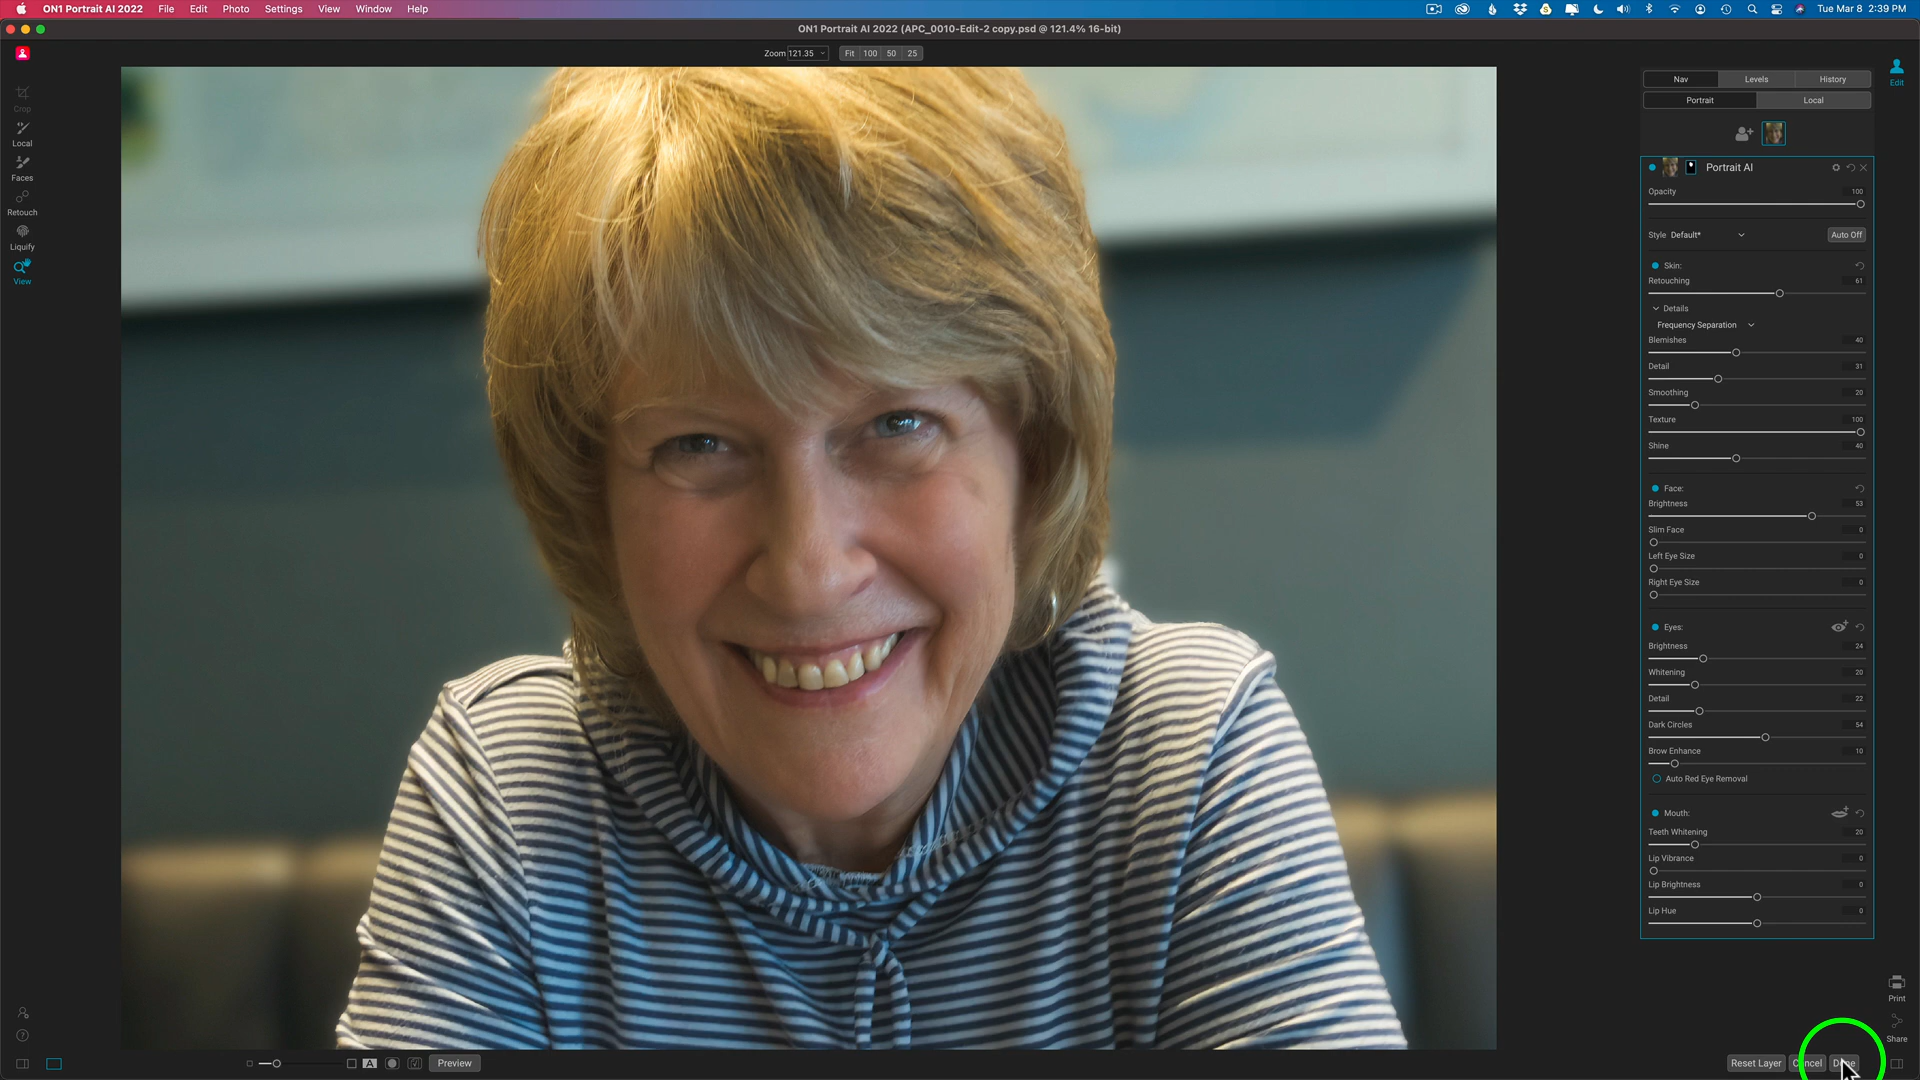 ON1 Portrait AI 2022 File Edit Photo Settings View Window Help Tue Mar 8 2:39 PM
ON1 Portrait AI 2022 (APC_0010-Edit-2 copy.psd @ 121.4% 16-bit)
Zoom 121.35 Fit 100 50 25
Crop
Local
Faces
Retouch
Liquify
View
Nav Levels History
Portrait Local
Edit
Portrait AI
Opacity 100
Style Default* Auto Off
Skin:
Retouching 61
Details
Frequency Separation
Blemishes 40
Detail 31
Smoothing 20
Texture 100
Shine 40
Face:
Brightness 53
Slim Face 0
Left Eye Size 0
Right Eye Size 0
Eyes:
Brightness 24
Whitening 20
Detail 22
Dark Circles 54
Brow Enhance 10
Auto Red Eye Removal
Mouth:
Teeth Whitening 20
Lip Vibrance 0
Lip Brightness 0
Lip Hue 0
Print
Share
A Preview Reset Layer Cancel